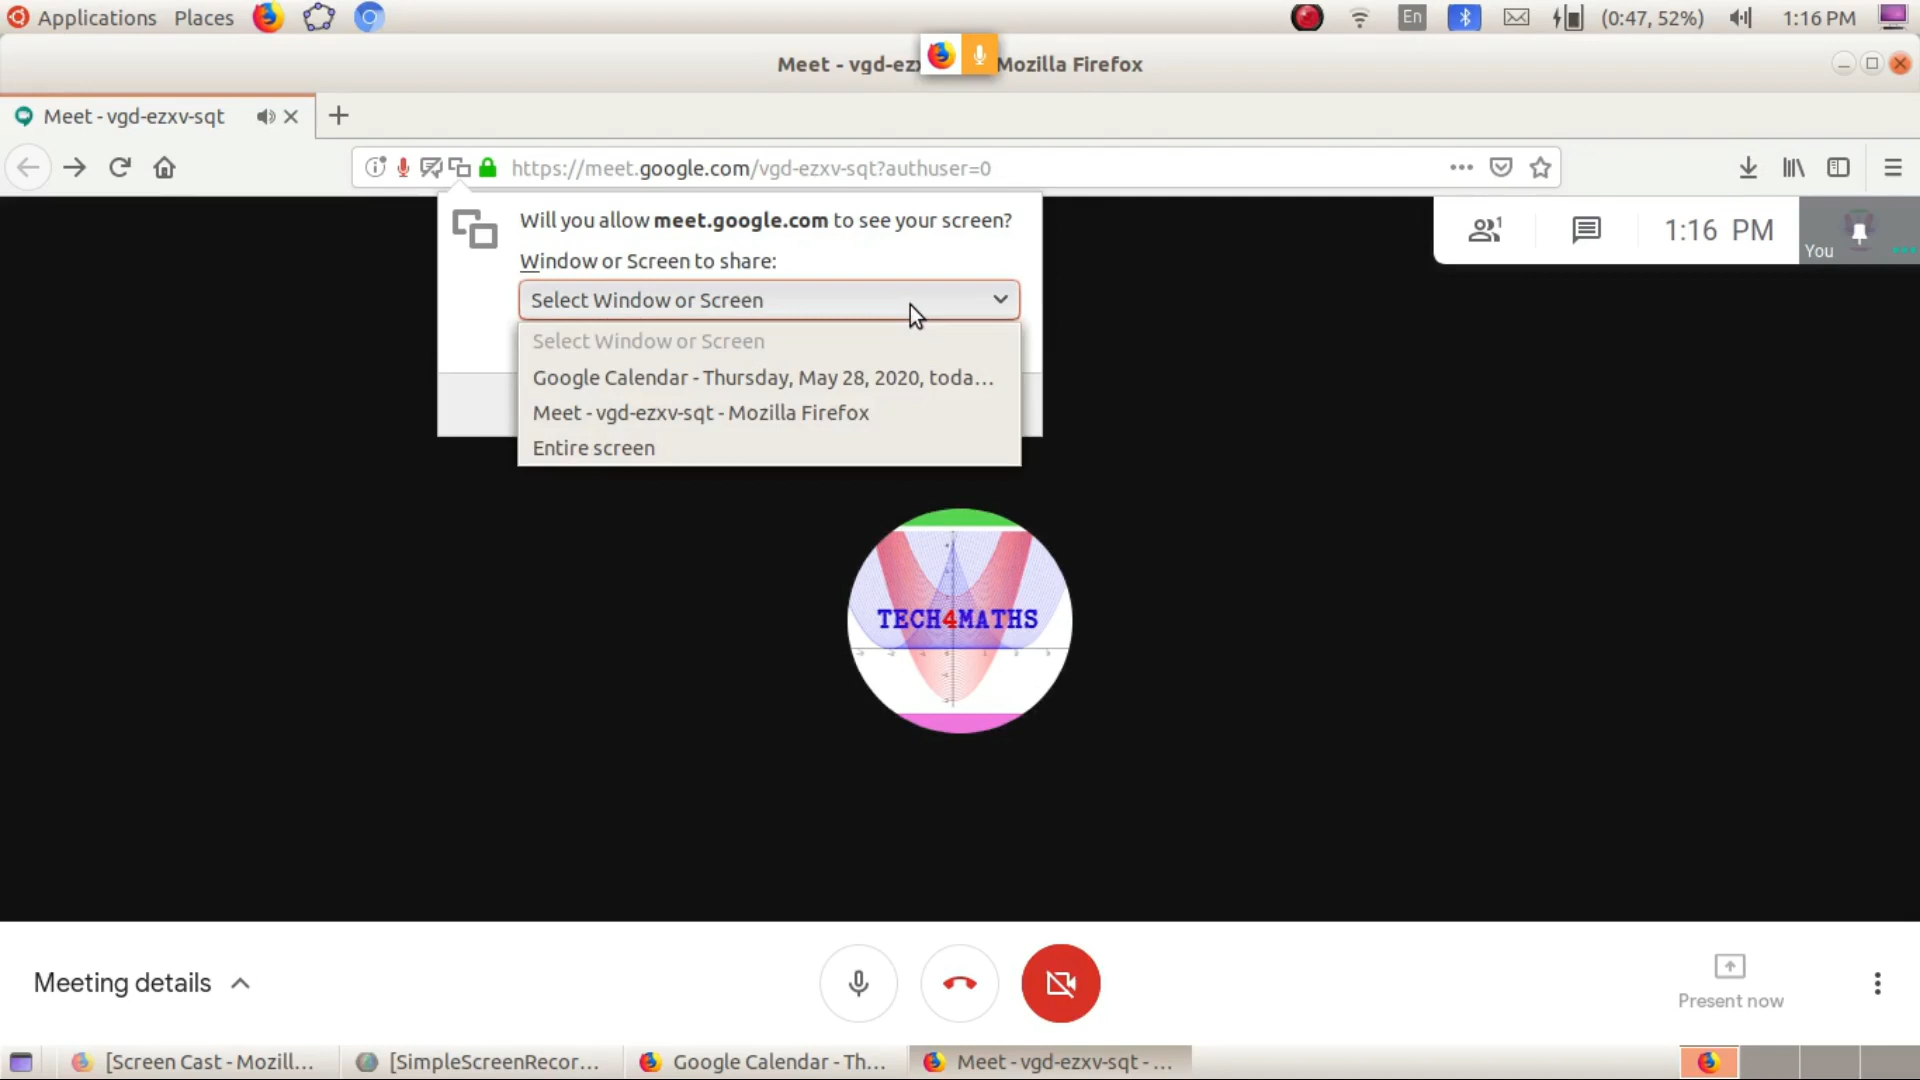 Applications Places En (0:47, 52%) 1:16 PM
Mozilla Firefox
Meet - vgd-ezxv-sqt
https://meet.google.com/vgd-ezxv-sqt?authuser=0
Will you allow meet.google.com to see your screen?
Window or Screen to share:
Select Window or Screen
Select Window or Screen
Google Calendar - Thursday, May 28, 2020, toda...
Meet - vgd-ezxv-sqt - Mozilla Firefox
Entire screen
1
1:16 PM
You
TECH4MATHS
Meeting details
Present now
[Screen Cast - Mozill... [SimpleScreenRecor... Google Calendar - Th... Meet - vgd-ezxv-sqt - ...